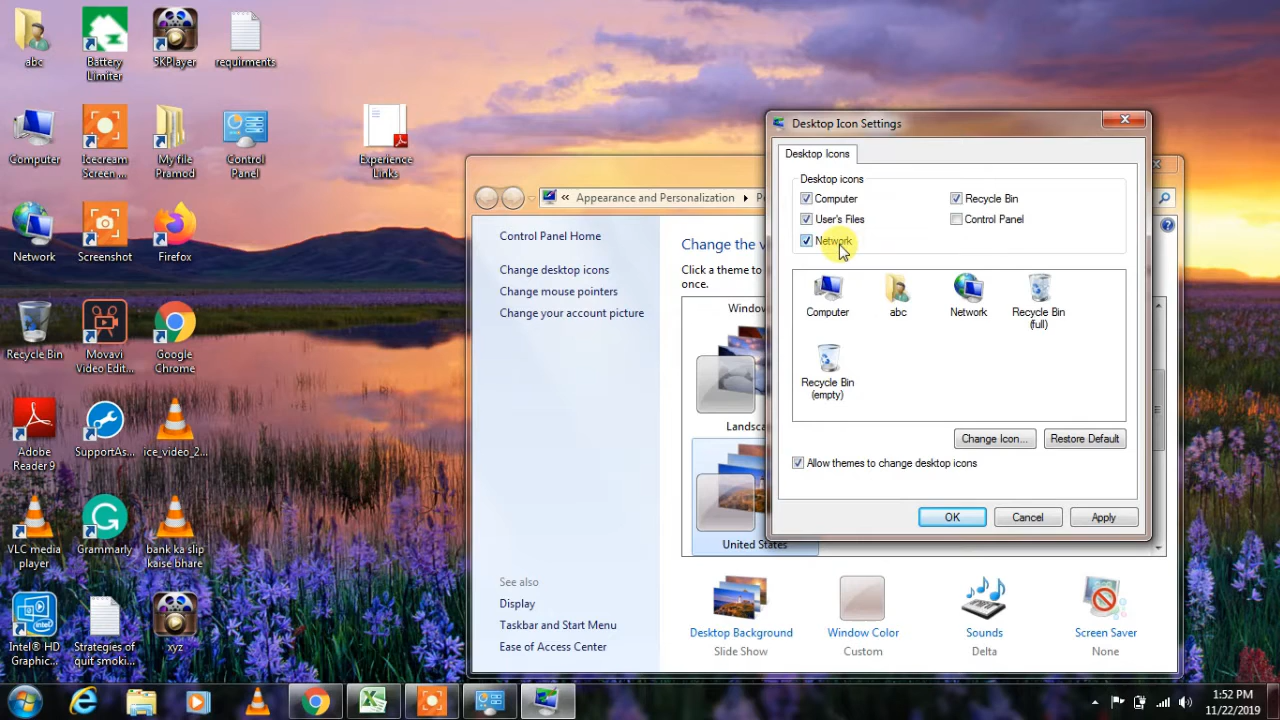 abc
Battery
Limiter
5KPlayer
requirments
Computer
Icecream
Screen ...
My file
Pramod
Control
Panel
Experience
Links
Network
Screenshot
Firefox
Recycle Bin
Movavi
Video Edit...
Google
Chrome
Adobe
Reader 9
SupportAs...
ice_video_2...
VLC media
player
Grammarly
bank ka slip
kaise bhare
Intel® HD
Graphic...
Strategies of
quit smoki...
xyz
« Appearance and Personalization
Control Panel Home
Change desktop icons
Change mouse pointers
Change your account picture
See also
Display
Taskbar and Start Menu
Ease of Access Center
Change the v
Click a theme to
once.
Window
Landsca
United States
Desktop Background
Slide Show
Window Color
Custom
Sounds
Delta
Screen Saver
None
Desktop Icon Settings
Desktop Icons
Desktop icons
Computer
Recycle Bin
User's Files
Control Panel
Network
Computer
abc
Network
Recycle Bin
(full)
Recycle Bin
(empty)
Change Icon...
Restore Default
Allow themes to change desktop icons
OK
Cancel
Apply
1:52 PM
11/22/2019